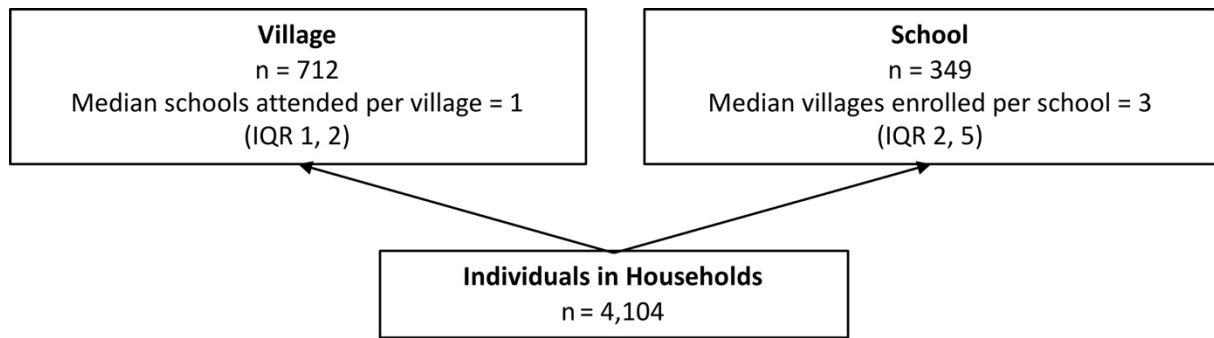 Village
n = 712
Median schools attended per village = 1
(IQR 1, 2)
School
n = 349
Median villages enrolled per school = 3
(IQR 2, 5)
Individuals in Households
n = 4,104